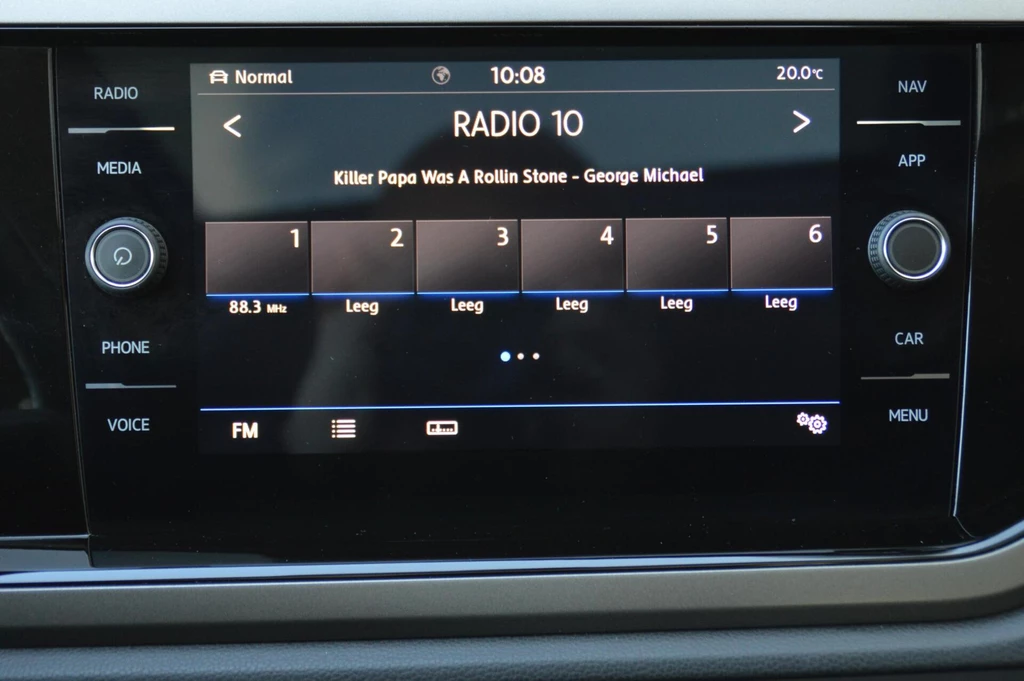 RADIO
MEDIA
PHONE
VOICE
Normal
10:08
20.0°C
< RADIO 10 >
Killer Papa Was A Rollin Stone - George Michael
1 2 3 4 5 6
88.3 MHz Leeg Leeg Leeg Leeg Leeg
FM
NAV
APP
CAR
MENU